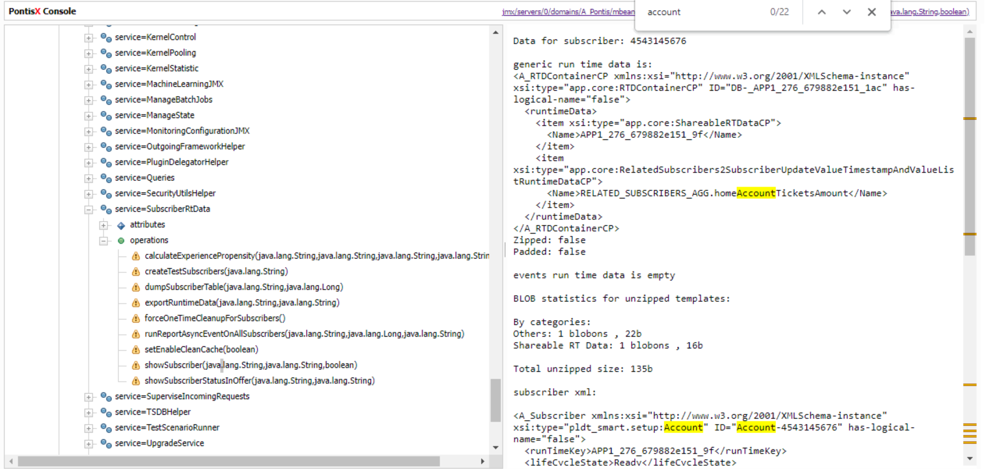 PontisX Console
jmx/servers/0/domains/A_Pontis/mbean
account
0/22
ava.lang.String,boolean)
service=KernelControl
service=KernelPooling
service=KernelStatistic
service=MachineLearningJMX
service=ManageBatchJobs
service=ManageState
service=MonitoringConfigurationJMX
service=OutgoingFrameworkHelper
service=PluginDelegatorHelper
service=Queries
service=SecurityUtilsHelper
service=SubscriberRtData
attributes
operations
calculateExperiencePropensity(java.lang.String,java.lang.String,java.lang.String,java.lang.Strin
createTestSubscribers(java.lang.String)
dumpSubscriberTable(java.lang.String,java.lang.Long)
exportRuntimeData(java.lang.String,java.lang.String)
forceOneTimeCleanupForSubscribers()
runReportAsyncEventOnAllSubscribers(java.lang.String,java.lang.Long,java.lang.String)
setEnableCleanCache(boolean)
showSubscriber(java.lang.String,java.lang.String,boolean)
showSubscriberStatusInOffer(java.lang.String,java.lang.String)
service=SuperviseIncomingRequests
service=TSDBHelper
service=TestScenarioRunner
service=UpgradeService
Data for subscriber: 4543145676
generic run time data is:
<A_RTDContainerCP xmlns:xsi="http://www.w3.org/2001/XMLSchema-instance"
xsi:type="app.core:RTDContainerCP" ID="DB-_APP1_276_679882e151_1ac" has-
logical-name="false">
<runtimeData>
<item xsi:type="app.core:ShareableRTDataCP">
<Name>APP1_276_679882e151_9f</Name>
</item>
<item
xsi:type="app.core:RelatedSubscribers2SubscriberUpdateValueTimestampAndValueLis
tRuntimeDataCP">
<Name>RELATED_SUBSCRIBERS_AGG.homeAccountTicketsAmount</Name>
</item>
</runtimeData>
</A_RTDContainerCP>
Zipped: false
Padded: false
events run time data is empty
BLOB statistics for unzipped templates:
By categories:
Others: 1 blobons , 22b
Shareable RT Data: 1 blobons , 16b
Total unzipped size: 135b
subscriber xml:
<A_Subscriber xmlns:xsi="http://www.w3.org/2001/XMLSchema-instance"
xsi:type="pldt_smart.setup:Account" ID="Account-4543145676" has-logical-
name="false">
<runTimeKey>APP1_276_679882e151_9f</runTimeKey>
<lifeCycleState>Ready</lifeCycleState>